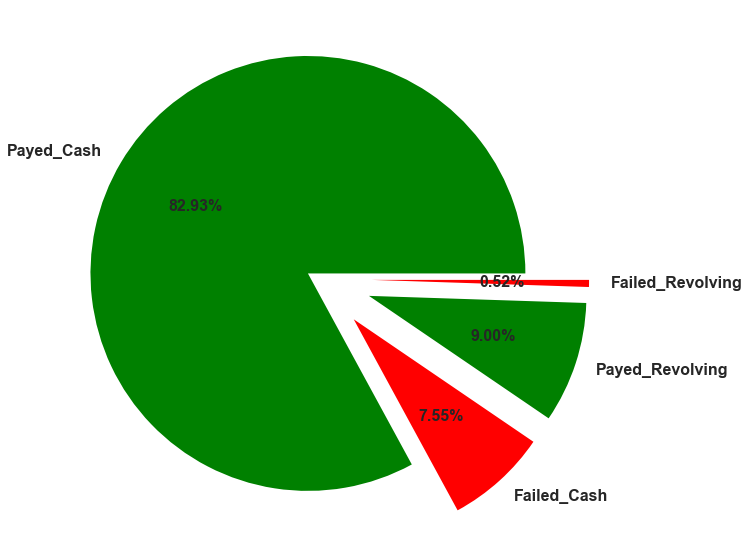 Payed_Cash
82.93%
0.52%
Failed_Revolving
9.00%
Payed_Revolving
7.55%
Failed_Cash